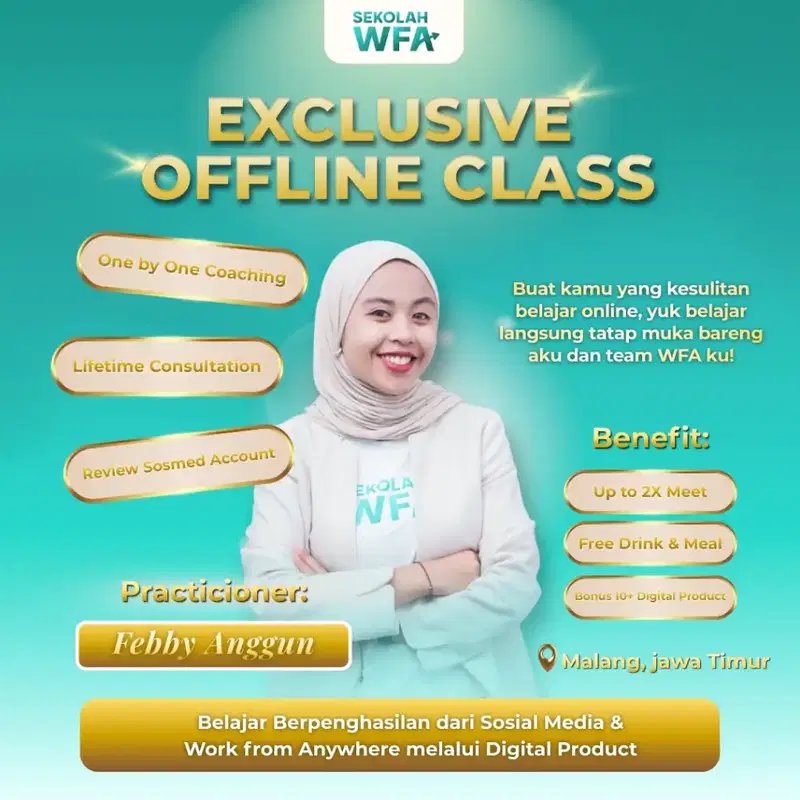 SEKOLAH
WFA
EXCLUSIVE
OFFLINE CLASS
One by One Coaching
Lifetime Consultation
Review Sosmed Account
Buat kamu yang kesulitan
belajar online, yuk belajar
langsung tatap muka bareng
aku dan team WFA ku!
Benefit:
Up to 2X Meet
Free Drink & Meal
Bonus 10+ Digital Product
Practicioner:
Febby Anggun
Malang, jawa Timur
Belajar Berpenghasilan dari Sosial Media &
Work from Anywhere melalui Digital Product